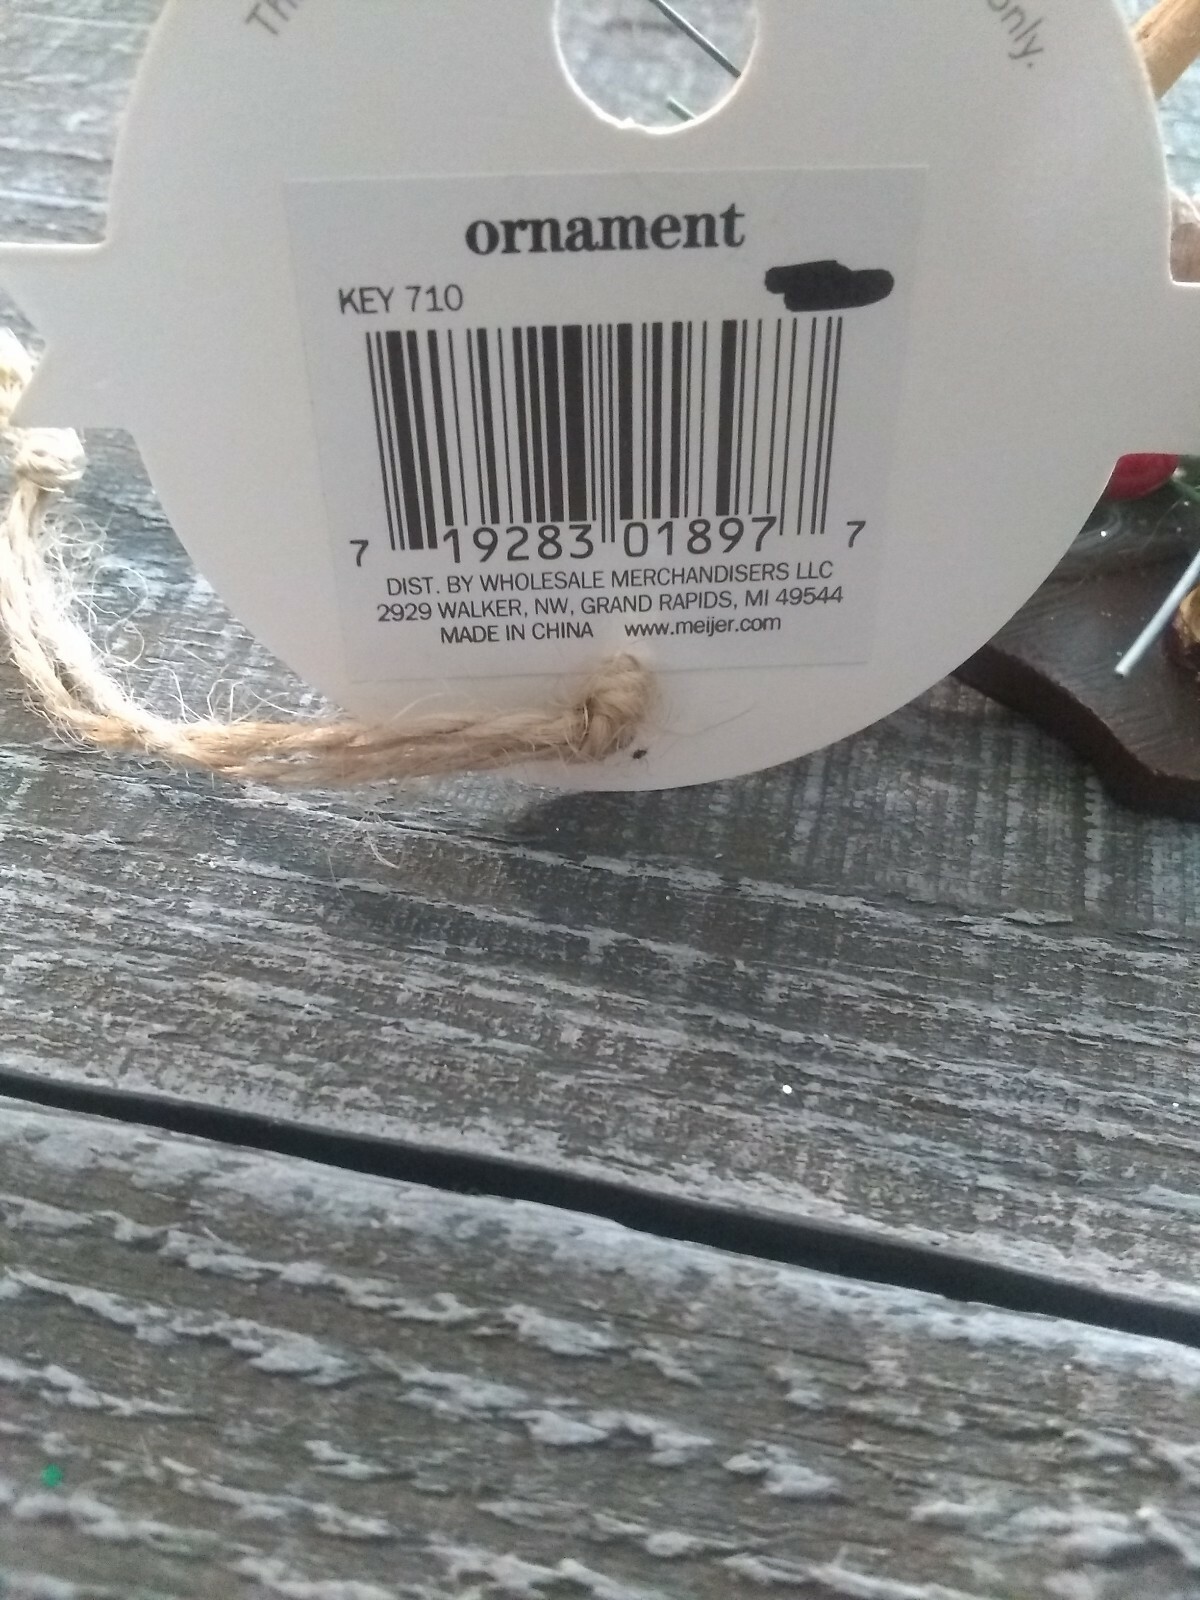 only.
ornament
KEY 710
7 19283 01897 7
DIST. BY WHOLESALE MERCHANDISERS LLC
2929 WALKER, NW, GRAND RAPIDS, MI 49544
MADE IN CHINA www.meijer.com